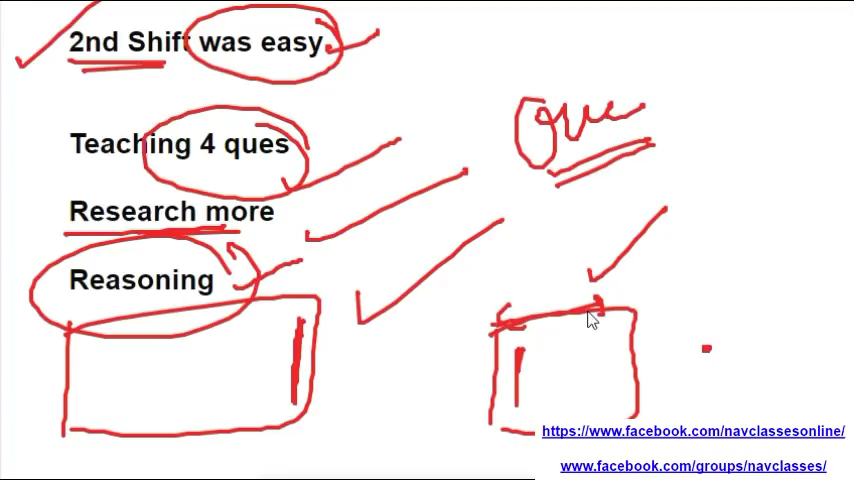 2nd Shift was easy
Teaching 4 ques
Que
Research more
Reasoning
https://www.facebook.com/navclassesonline/
www.facebook.com/groups/navclasses/